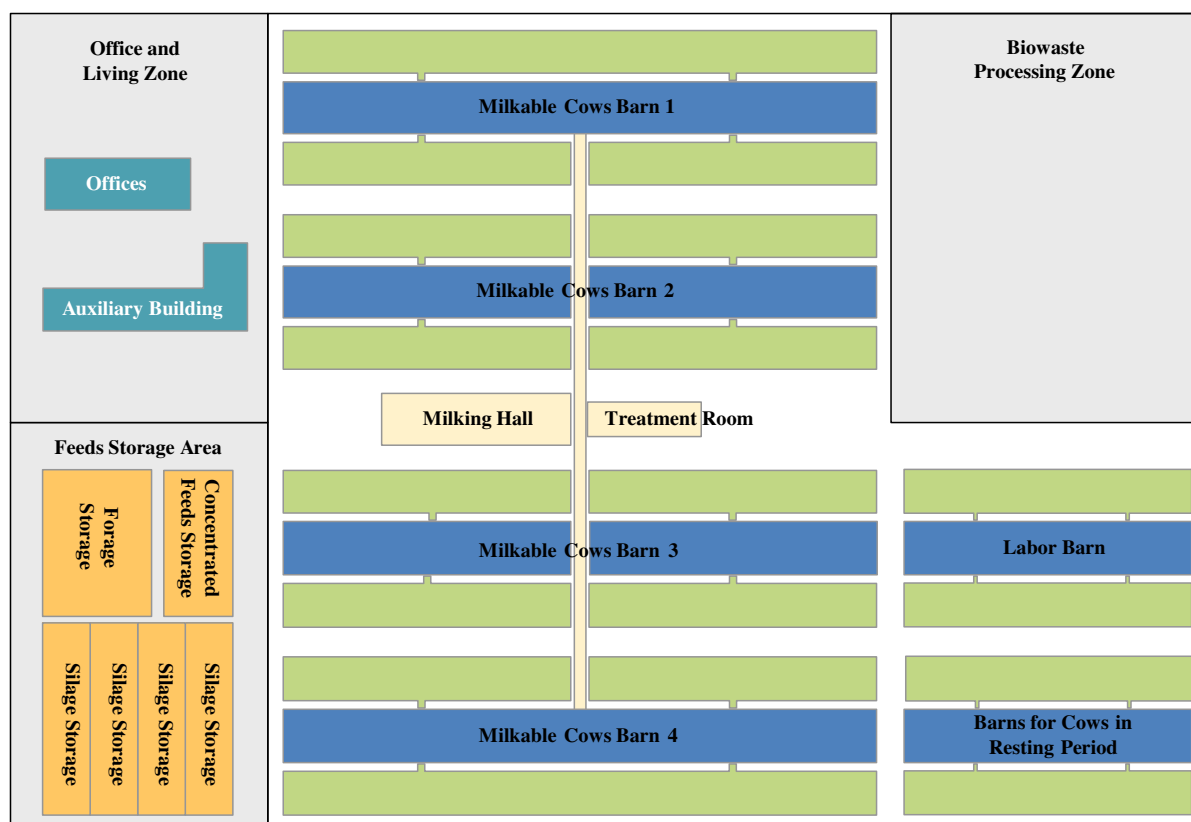 Office and
Living Zone
Offices
Auxiliary Building
Milkable Cows Barn 1
Milkable Cows Barn 2
Biowaste
Processing Zone
Milking Hall
Treatment Room
Feeds Storage Area
Forage
Storage
Concentrated
Feeds Storage
Silage Storage
Silage Storage
Silage Storage
Silage Storage
Milkable Cows Barn 3
Milkable Cows Barn 4
Labor Barn
Barns for Cows in
Resting Period